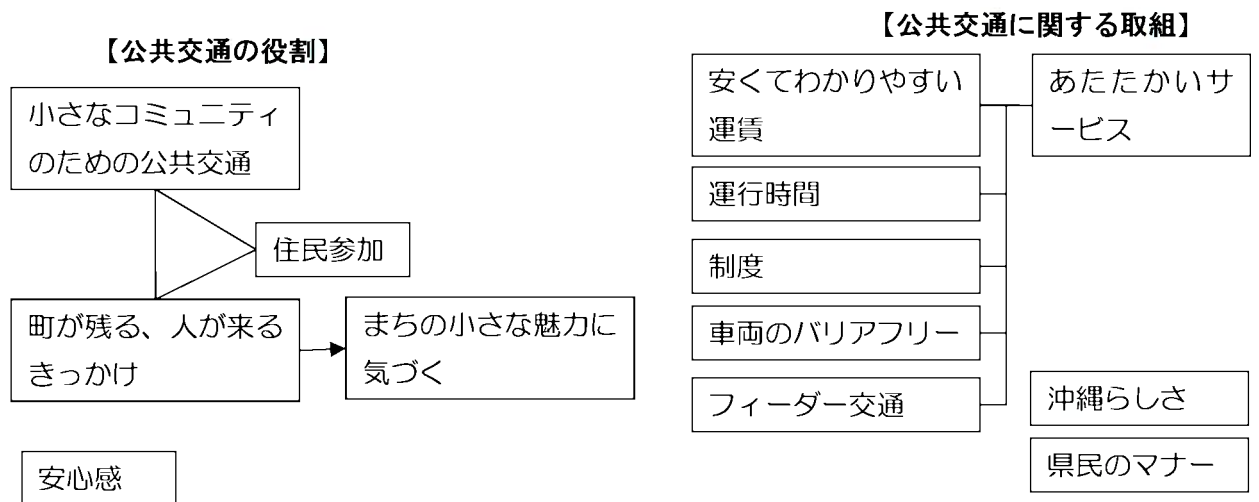 【公共交通の役割】
小さなコミュニティ
のための公共交通
住民参加
町が残る、人が来る
きっかけ
まちの小さな魅力に
気づく
安心感
【公共交通に関する取組】
安くてわかりやすい
運賃
あたたかいサ
ービス
運行時間
制度
車両のバリアフリー
フィーダー交通
沖縄らしさ
県民のマナー